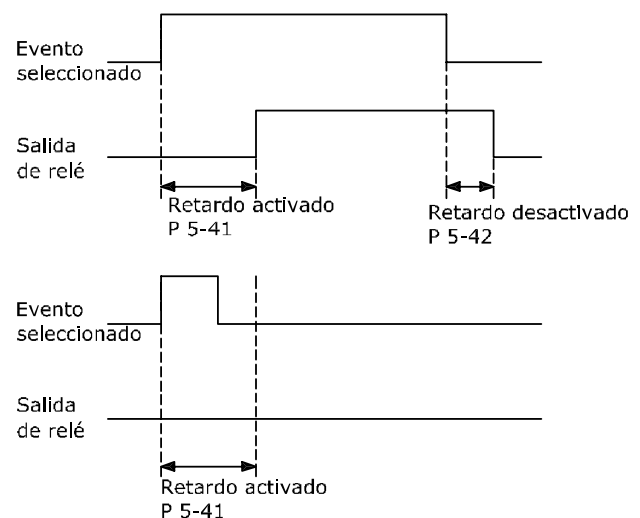 Evento
seleccionado
Salida
de relé
Retardo activado
P 5-41
Retardo desactivado
P 5-42
Evento
seleccionado
Salida
de relé
Retardo activado
P 5-41